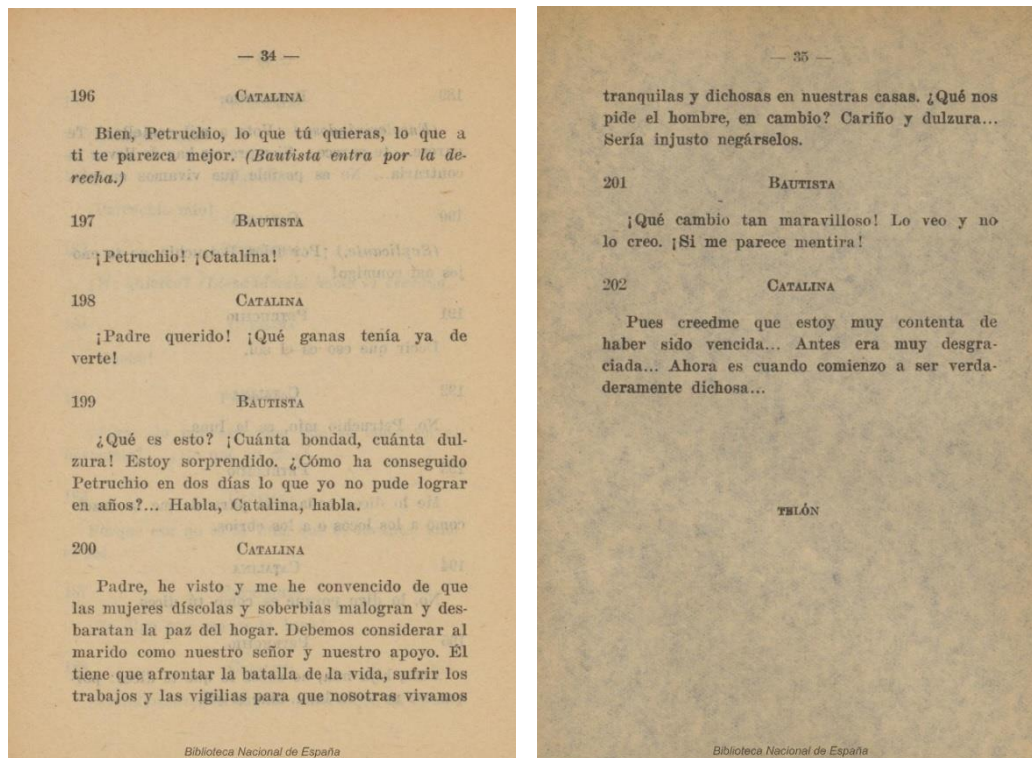 — 34 —
196 CATALINA
Bien, Petruchio, lo que tú quieras, lo que a
ti te parezca mejor. (Bautista entra por la de-
recha.)
197 BAUTISTA
¡Petruchio! ¡Catalina!
198 CATALINA
¡Padre querido! ¡Qué ganas tenía ya de
verte!
199 BAUTISTA
¿Qué es esto? ¡Cuánta bondad, cuánta dul-
zura! Estoy sorprendido. ¿Cómo ha conseguido
Petruchio en dos días lo que yo no pude lograr
en años?... Habla, Catalina, habla.
200 CATALINA
Padre, he visto y me he convencido de que
las mujeres díscolas y soberbias malogran y des-
baratan la paz del hogar. Debemos considerar al
marido como nuestro señor y nuestro apoyo. Él
tiene que afrontar la batalla de la vida, sufrir los
trabajos y las vigilias para que nosotras vivamos
Biblioteca Nacional de España
— 35 —
tranquilas y dichosas en nuestras casas. ¿Qué nos
pide el hombre, en cambio? Cariño y dulzura...
Sería injusto negárselos.
201 BAUTISTA
¡Qué cambio tan maravilloso! Lo veo y no
lo creo. ¡Si me parece mentira!
202 CATALINA
Pues creedme que estoy muy contenta de
haber sido vencida... Antes era muy desgra-
ciada... Ahora es cuando comienzo a ser verda-
deramente dichosa...
TELÓN
Biblioteca Nacional de España